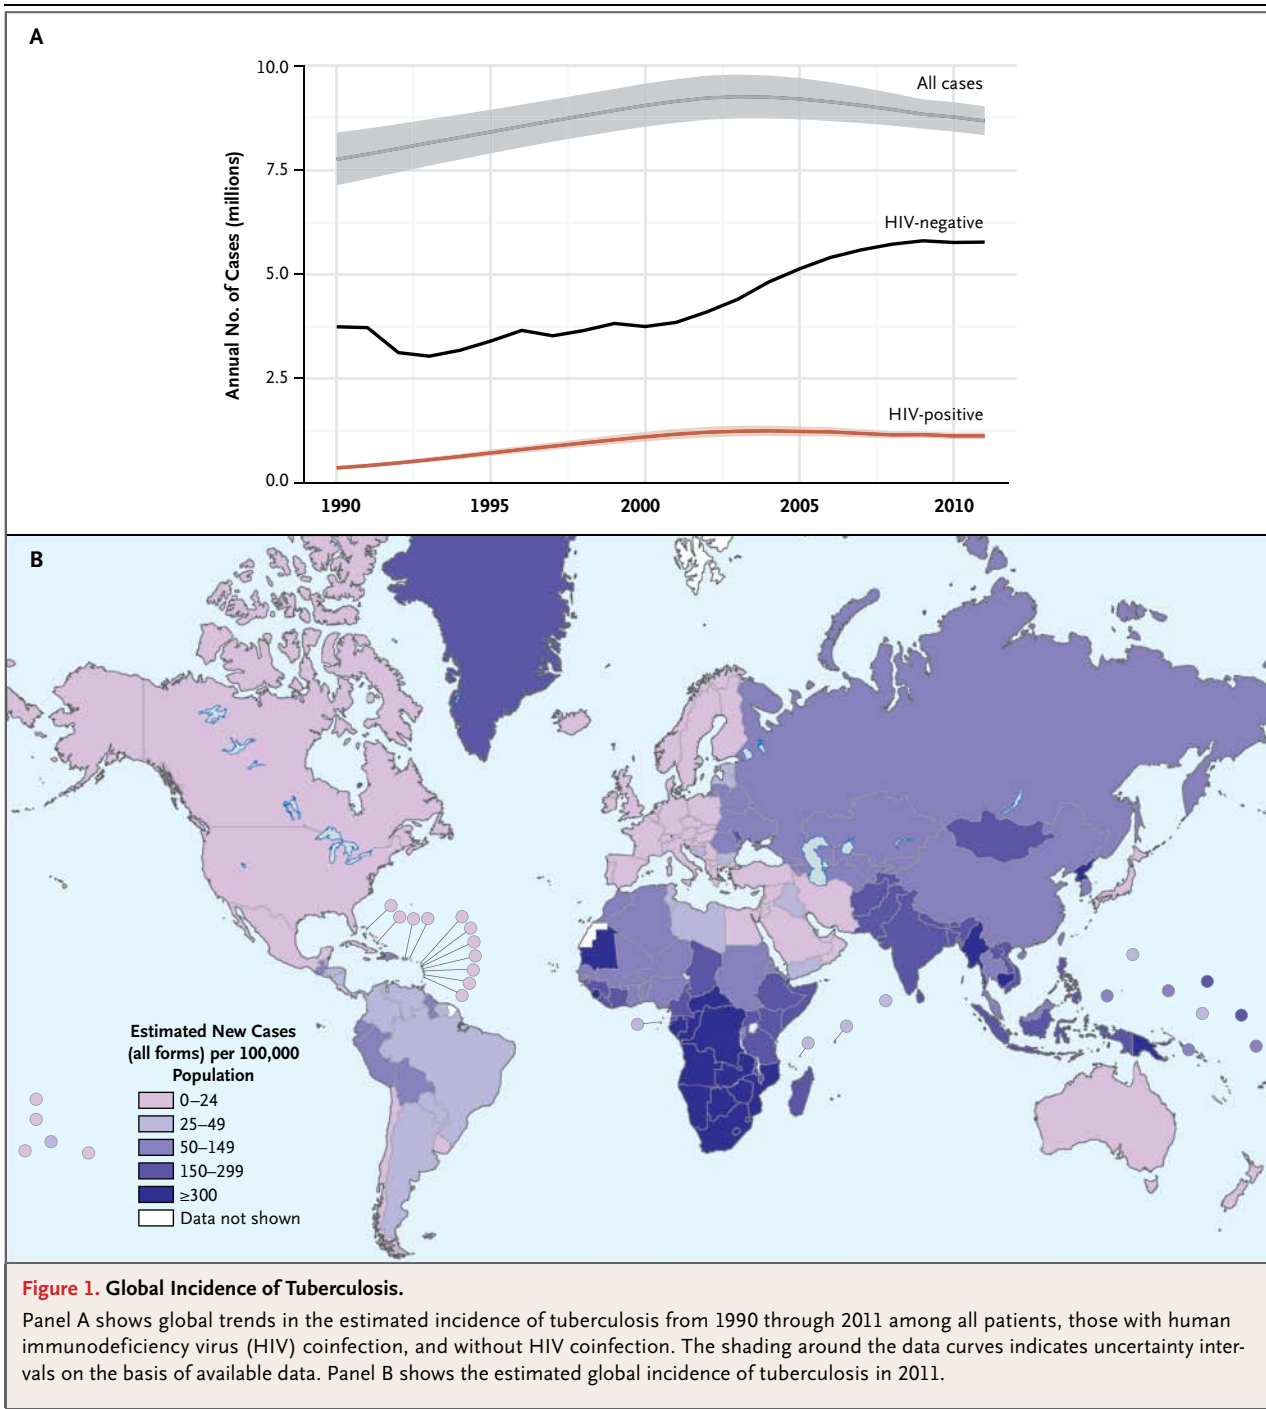 A
10.0
7.5
5.0
2.5
0.0
Annual No. of Cases (millions)
All cases
HIV-negative
HIV-positive
1990 1995 2000 2005 2010
B
Estimated New Cases
(all forms) per 100,000
Population
0–24
25–49
50–149
150–299
≥300
Data not shown
Figure 1. Global Incidence of Tuberculosis.
Panel A shows global trends in the estimated incidence of tuberculosis from 1990 through 2011 among all patients, those with human
immunodeficiency virus (HIV) coinfection, and without HIV coinfection. The shading around the data curves indicates uncertainty inter-
vals on the basis of available data. Panel B shows the estimated global incidence of tuberculosis in 2011.